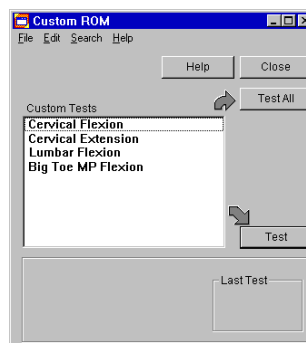 Custom ROM
File Edit Search Help
Help Close
Test All
Custom Tests
Cervical Flexion
Cervical Extension
Lumbar Flexion
Big Toe MP Flexion
Test
Last Test